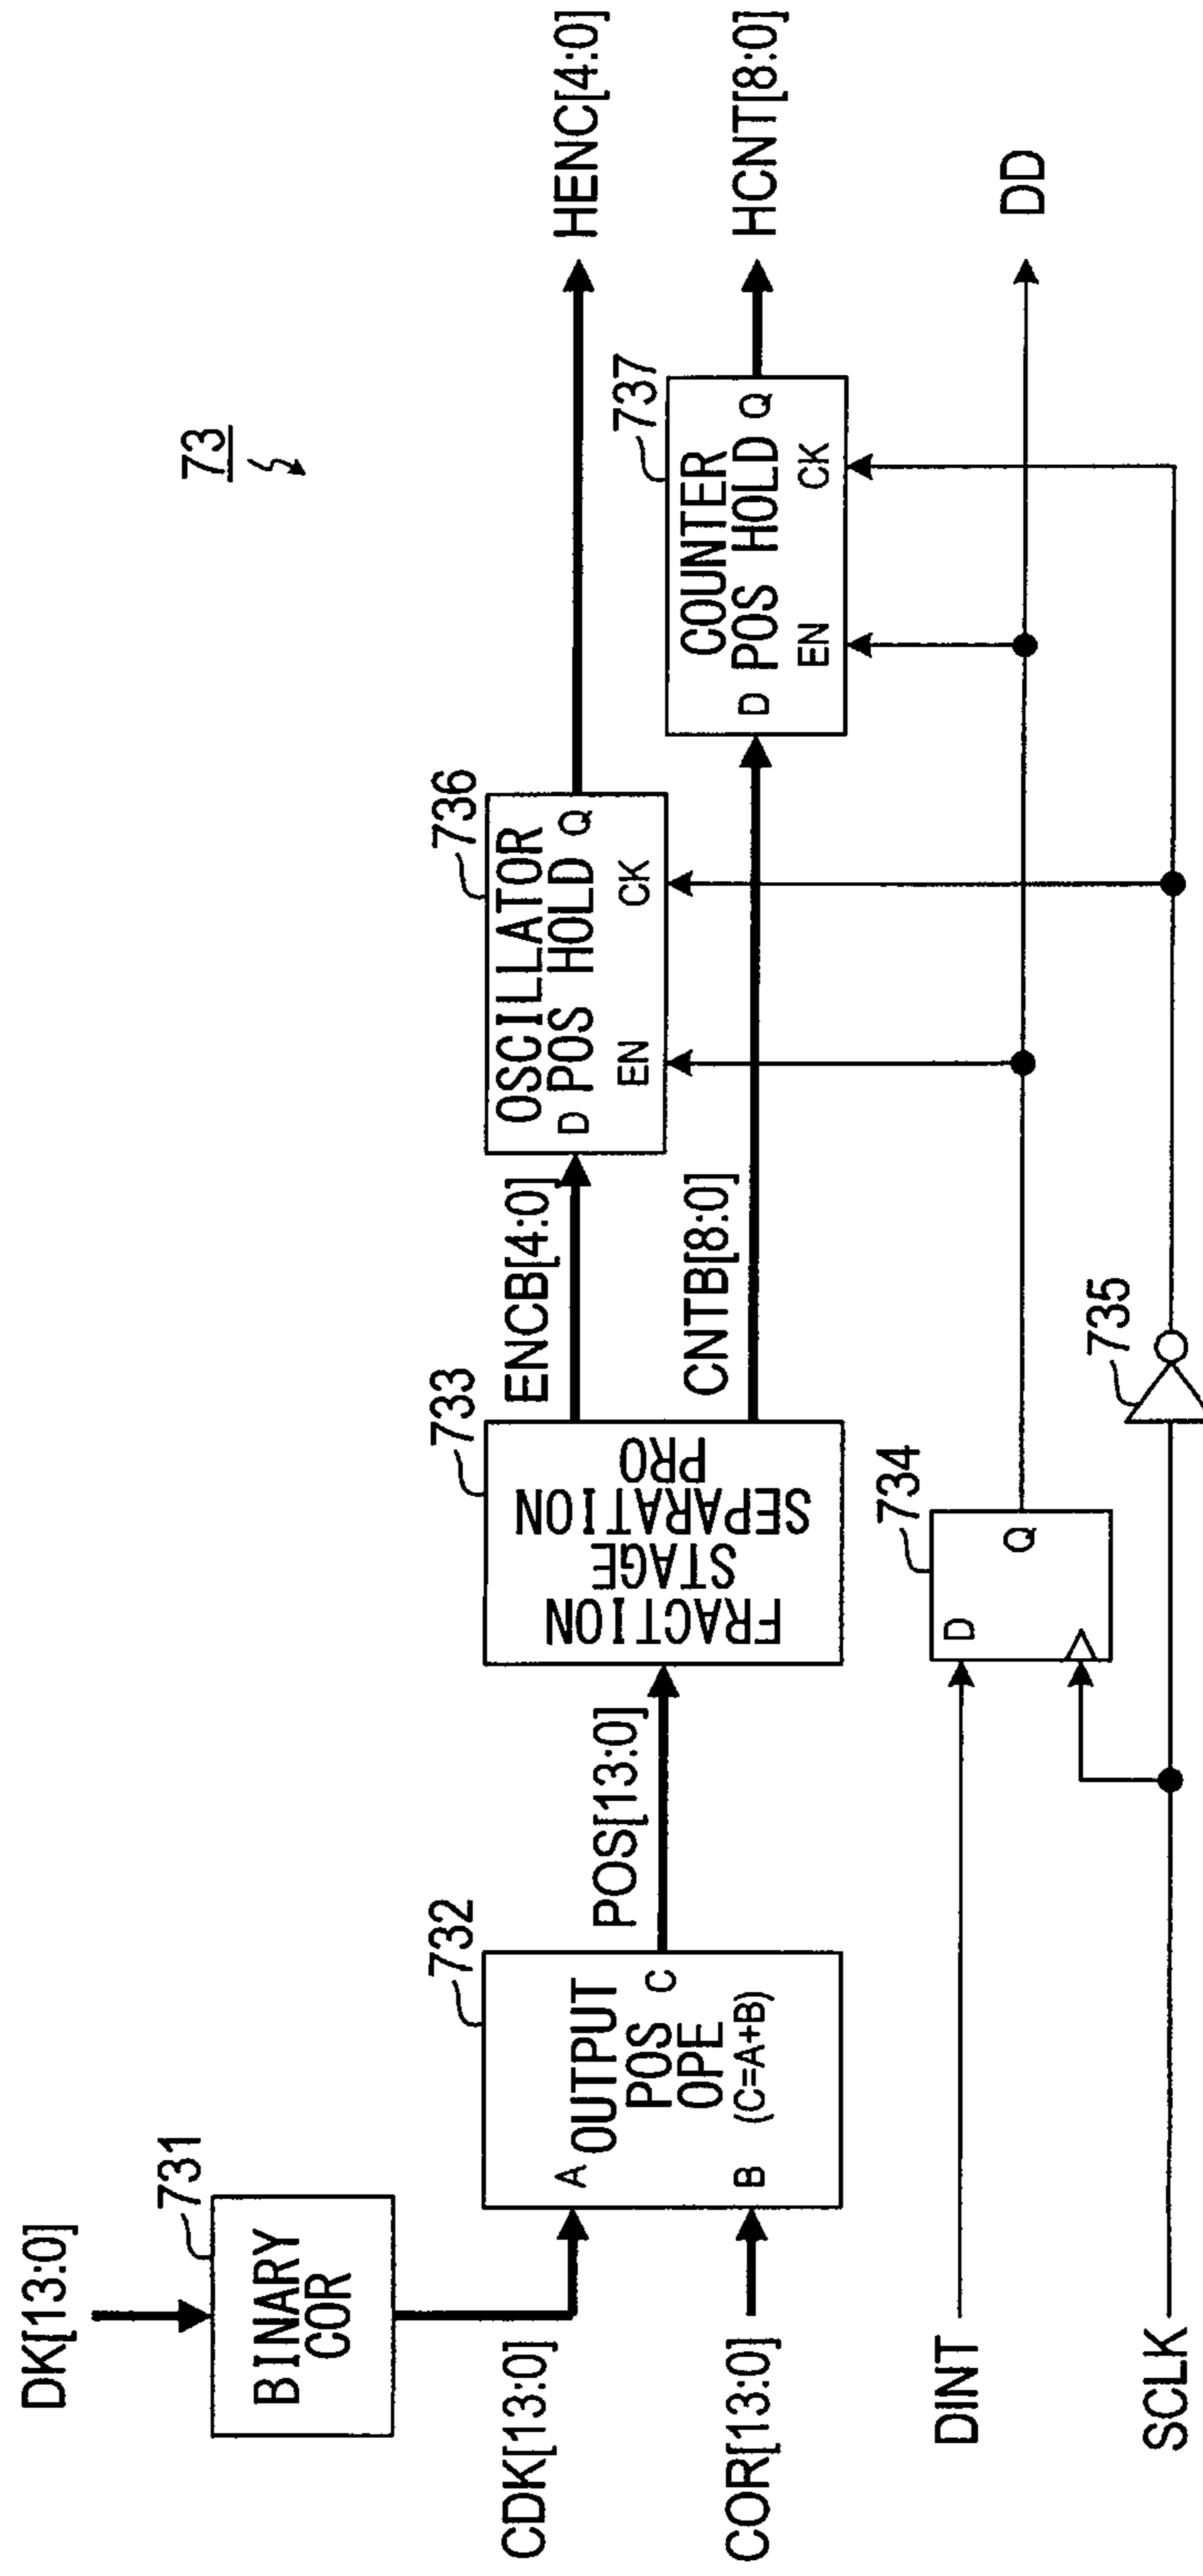 73
DK[13:0]
731
BINARY
COR
CDK[13:0]
COR[13:0]
732
A
OUTPUT
POS
OPE
C
B
(C=A+B)
POS[13:0]
733
FRACTION
STAGE
SEPARATION
PRO
ENCB[4:0]
CNTB[8:0]
736
OSCILLATOR
D POS HOLD Q
EN
CK
HENC[4:0]
737
COUNTER
D POS HOLD Q
EN
CK
HCNT[8:0]
DINT
734
D
Q
DD
SCLK
735